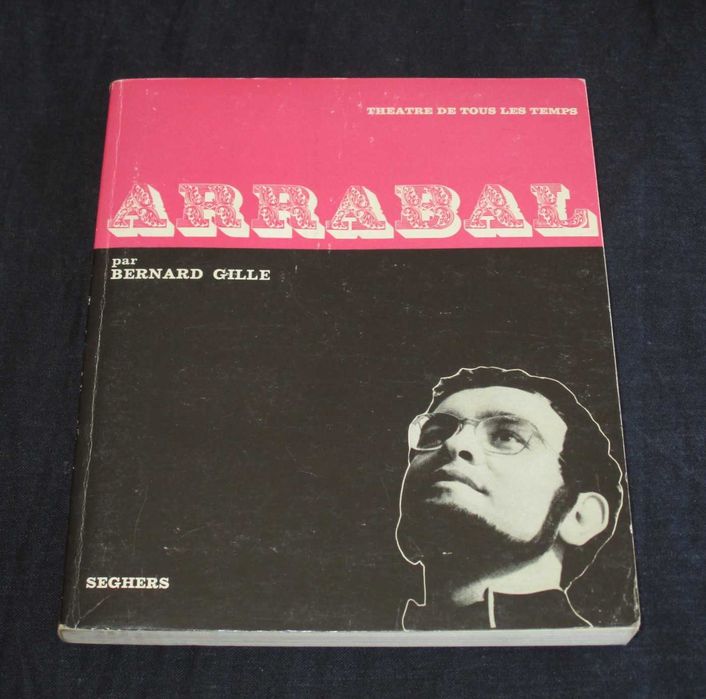 THEATRE DE TOUS LES TEMPS
ARRABAL
par
BERNARD GILLE
SEGHERS